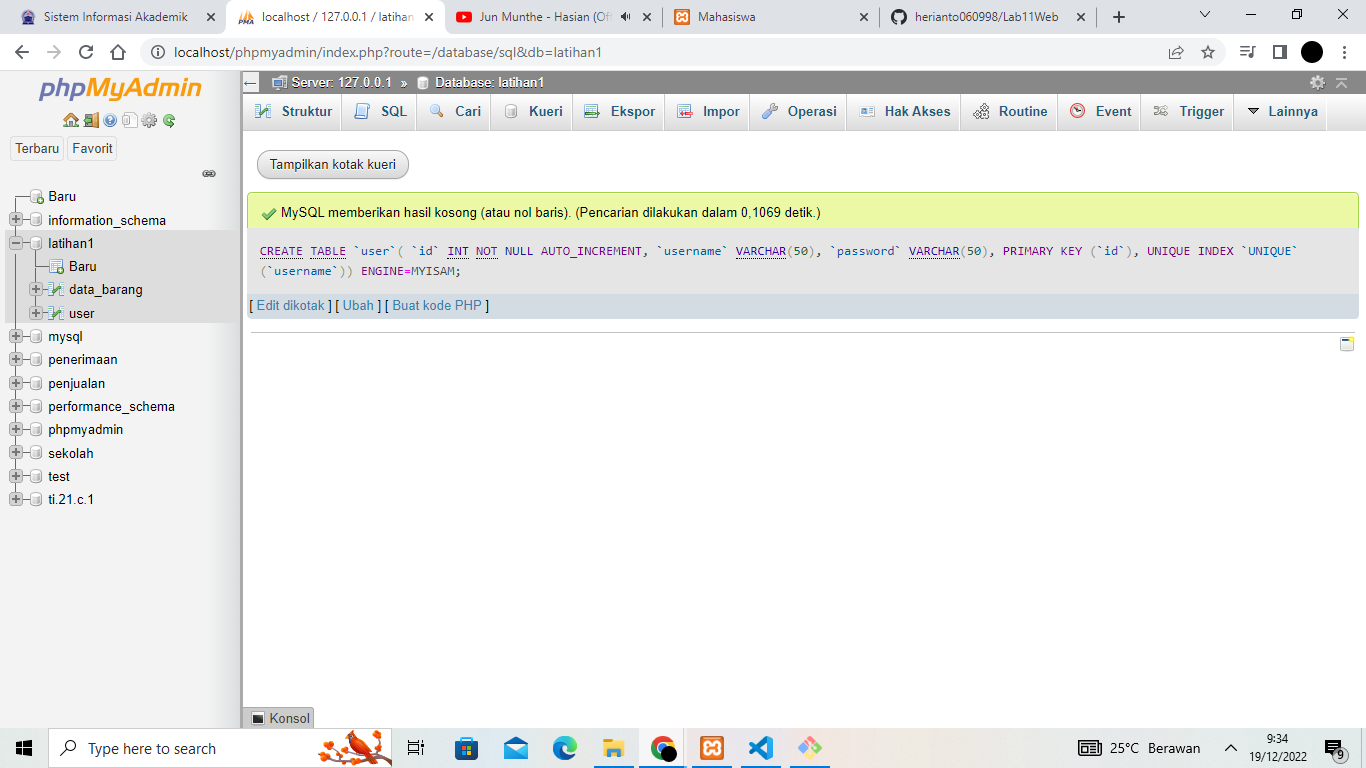 Sistem Informasi Akademik
localhost / 127.0.0.1 / latihan
Jun Munthe - Hasian (Off
Mahasiswa
herianto060998/Lab11Web
localhost/phpmyadmin/index.php?route=/database/sql&db=latihan1
phpMyAdmin
Server: 127.0.0.1 » Database: latihan1
Struktur SQL Cari Kueri Ekspor Impor Operasi Hak Akses Routine Event Trigger Lainnya
Terbaru Favorit
Baru
information_schema
latihan1
Baru
data_barang
user
mysql
penerimaan
penjualan
performance_schema
phpmyadmin
sekolah
test
ti.21.c.1
Tampilkan kotak kueri
MySQL memberikan hasil kosong (atau nol baris). (Pencarian dilakukan dalam 0,1069 detik.)
CREATE TABLE `user`( `id` INT NOT NULL AUTO_INCREMENT, `username` VARCHAR(50), `password` VARCHAR(50), PRIMARY KEY (`id`), UNIQUE INDEX `UNIQUE`
(`username`)) ENGINE=MYISAM;
[ Edit dikotak ] [ Ubah ] [ Buat kode PHP ]
Konsol
Type here to search
25°C Berawan
9:34
19/12/2022
9